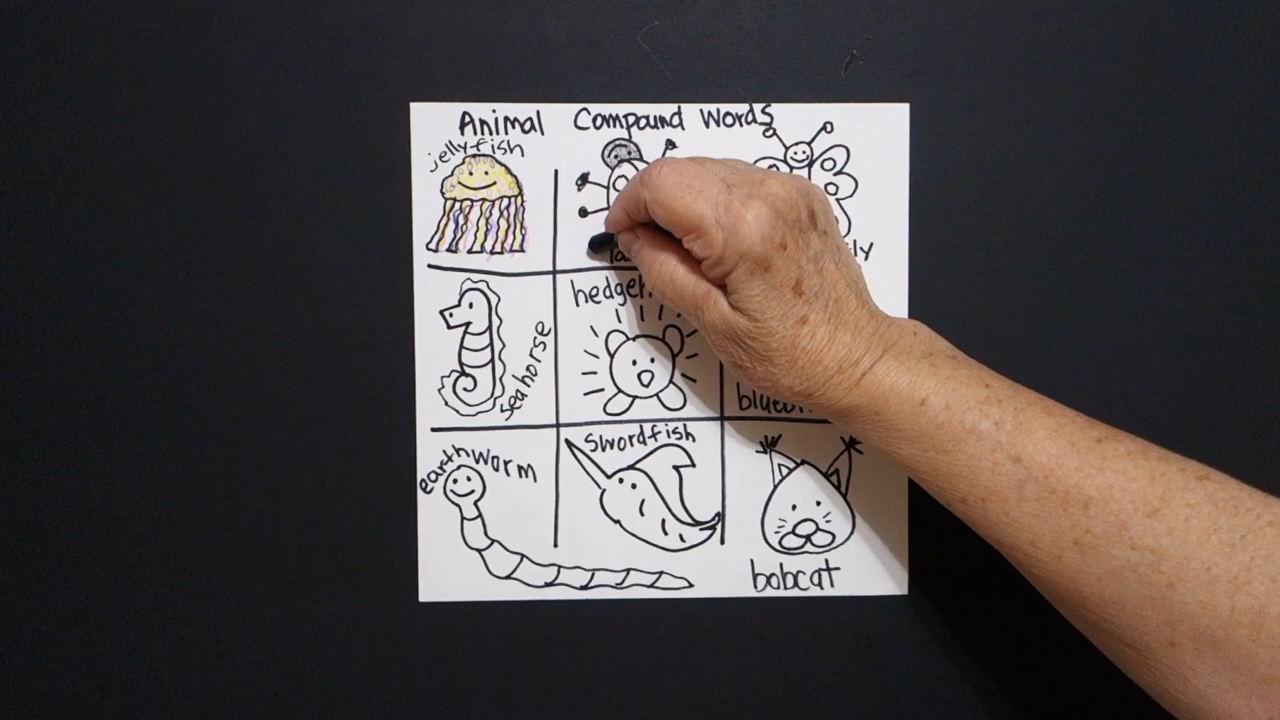 Animal Compound Words
jellyfish
seahorse
earthworm
swordfish
bobcat